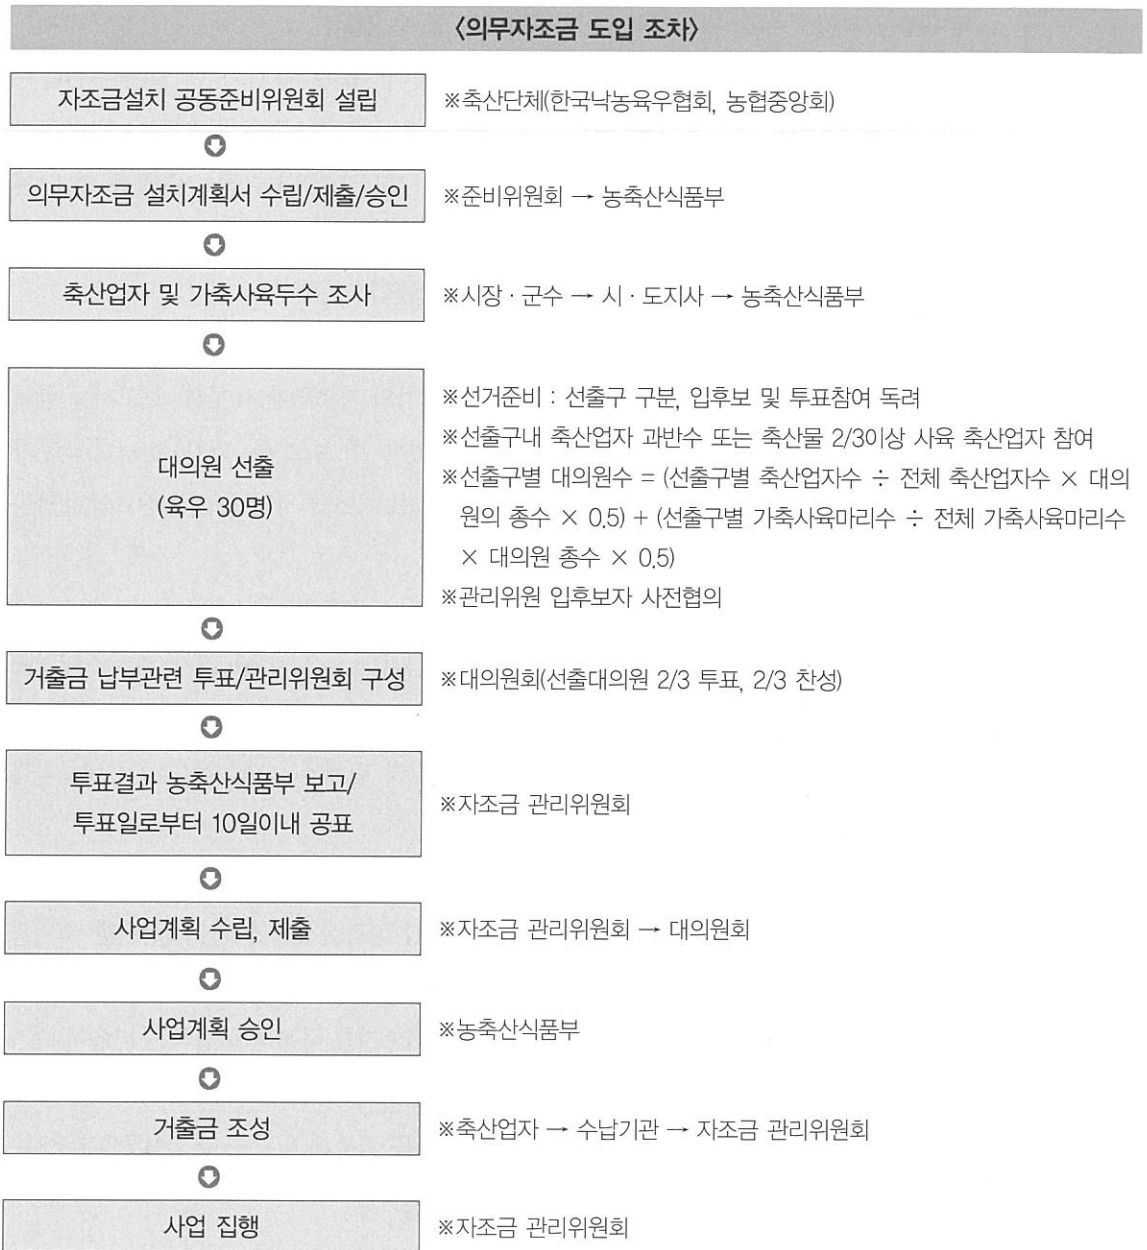 〈의무자조금 도입 조차〉
자조금설치 공동준비위원회 설립
※축산단체(한국낙농육우협회, 농협중앙회)
의무자조금 설치계획서 수립/제출/승인
※준비위원회 → 농축산식품부
축산업자 및 가축사육두수 조사
※시장 · 군수 → 시 · 도지사 → 농축산식품부
대의원 선출
(육우 30명)
※선거준비 : 선출구 구분, 입후보 및 투표참여 독려
※선출구내 축산업자 과반수 또는 축산물 2/3이상 사육 축산업자 참여
※선출구별 대의원수 = (선출구별 축산업자수 ÷ 전체 축산업자수 × 대의
원의 총수 × 0.5) + (선출구별 가축사육마리수 ÷ 전체 가축사육마리수
× 대의원 총수 × 0.5)
※관리위원 입후보자 사전협의
거출금 납부관련 투표/관리위원회 구성
※대의원회(선출대의원 2/3 투표, 2/3 찬성)
투표결과 농축산식품부 보고/
투표일로부터 10일이내 공표
※자조금 관리위원회
사업계획 수립, 제출
※자조금 관리위원회 → 대의원회
사업계획 승인
※농축산식품부
거출금 조성
※축산업자 → 수납기관 → 자조금 관리위원회
사업 집행
※자조금 관리위원회